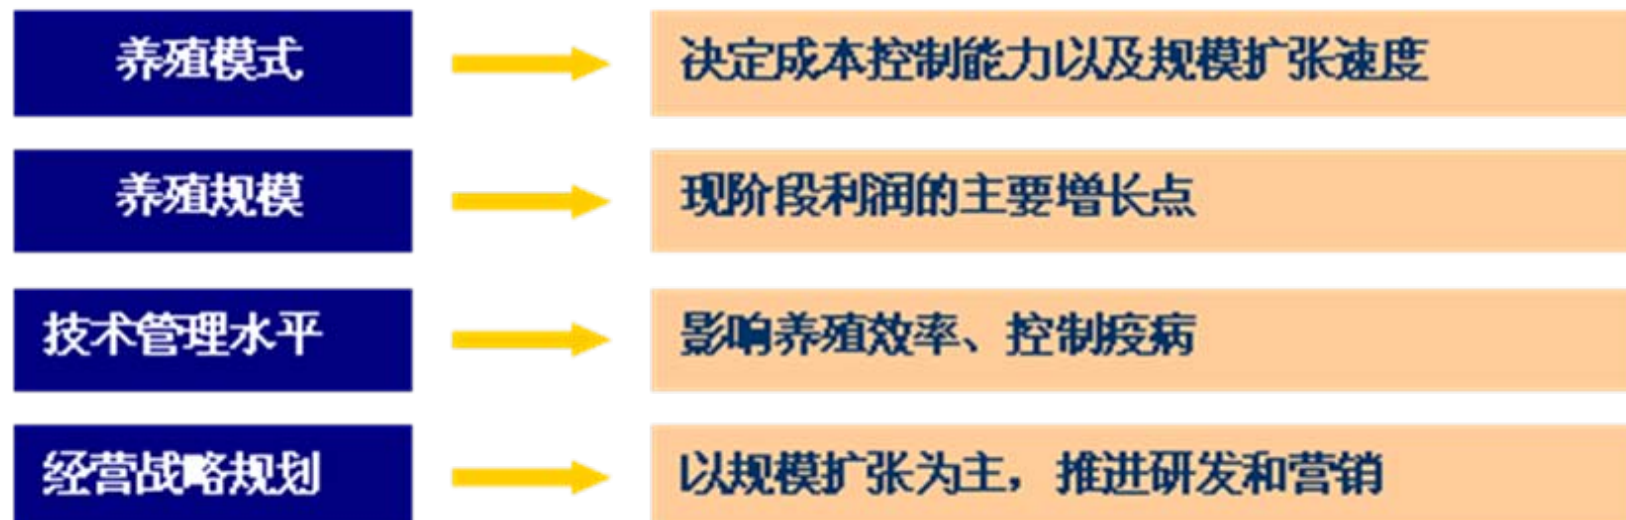 养殖模式
决定成本控制能力以及规模扩张速度
养殖规模
现阶段利润的主要增长点
技术管理水平
影响养殖效率、控制疫病
经营战略规划
以规模扩张为主，推进研发和营销